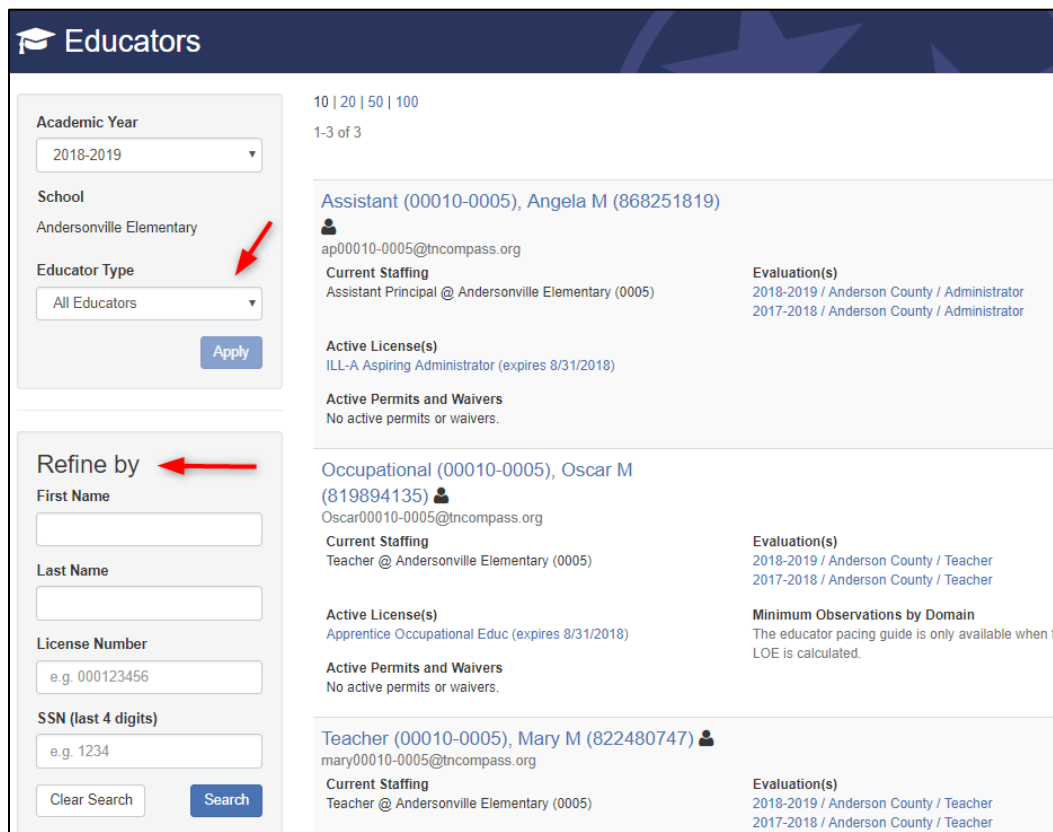 Educators
Academic Year
2018-2019
School
Andersonville Elementary
Educator Type
All Educators
Apply
Refine by
First Name
Last Name
License Number
e.g. 000123456
SSN (last 4 digits)
e.g. 1234
Clear Search
Search
10 | 20 | 50 | 100
1-3 of 3
Assistant (00010-0005), Angela M (868251819)
ap00010-0005@tncompass.org
Current Staffing
Assistant Principal @ Andersonville Elementary (0005)
Evaluation(s)
2018-2019 / Anderson County / Administrator
2017-2018 / Anderson County / Administrator
Active License(s)
ILL-A Aspiring Administrator (expires 8/31/2018)
Active Permits and Waivers
No active permits or waivers.
Occupational (00010-0005), Oscar M
(819894135)
Oscar00010-0005@tncompass.org
Current Staffing
Teacher @ Andersonville Elementary (0005)
Evaluation(s)
2018-2019 / Anderson County / Teacher
2017-2018 / Anderson County / Teacher
Active License(s)
Apprentice Occupational Educ (expires 8/31/2018)
Minimum Observations by Domain
The educator pacing guide is only available when
LOE is calculated.
Active Permits and Waivers
No active permits or waivers.
Teacher (00010-0005), Mary M (822480747)
mary00010-0005@tncompass.org
Current Staffing
Teacher @ Andersonville Elementary (0005)
Evaluation(s)
2018-2019 / Anderson County / Teacher
2017-2018 / Anderson County / Teacher